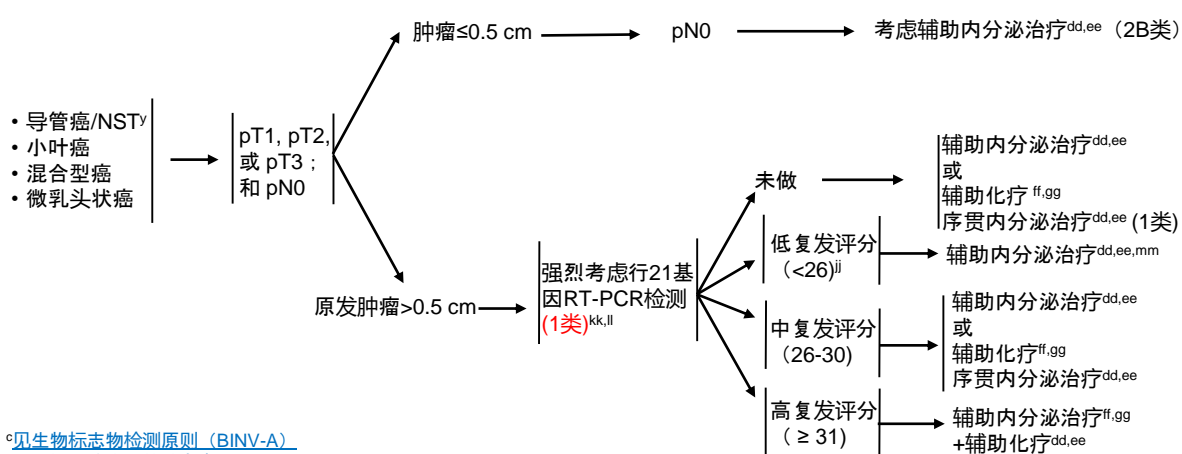 肿瘤≤0.5 cm
pN0
考虑辅助内分泌治疗dd,ee（2B类）
• 导管癌/NSTy
• 小叶癌
• 混合型癌
• 微乳头状癌
pT1, pT2,
或 pT3；
和 pN0
原发肿瘤>0.5 cm
强烈考虑行21基
因RT-PCR检测
(1类)kk,ll
未做
辅助内分泌治疗dd,ee
或
辅助化疗 ff,gg
序贯内分泌治疗dd,ee (1类)
低复发评分
（<26)jj
辅助内分泌治疗dd,ee,mm
中复发评分
（26-30)
辅助内分泌治疗dd,ee
或
辅助化疗ff,gg
序贯内分泌治疗dd,ee
高复发评分
（ ≥ 31)
辅助内分泌治疗ff,gg
+辅助化疗dd,ee
c见生物标志物检测原则（BINV-A）